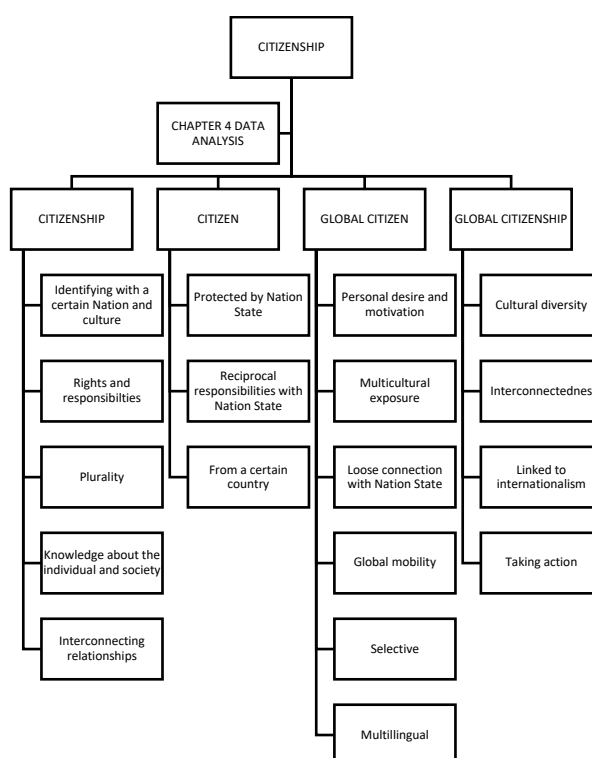 CITIZENSHIP
CHAPTER 4 DATA
ANALYSIS
CITIZENSHIP
Identifying with a
certain Nation and
culture
Rights and
responsibilties
Plurality
Knowledge about the
individual and society
Interconnecting
relationships
CITIZEN
Protected by Nation
State
Reciprocal
responsibilities with
Nation State
From a certain
country
GLOBAL CITIZEN
Personal desire and
motivation
Multicultural
exposure
Loose connection
with Nation State
Global mobility
Selective
Multillingual
GLOBAL CITIZENSHIP
Cultural diversity
Interconnectednes
Linked to
internationalism
Taking action